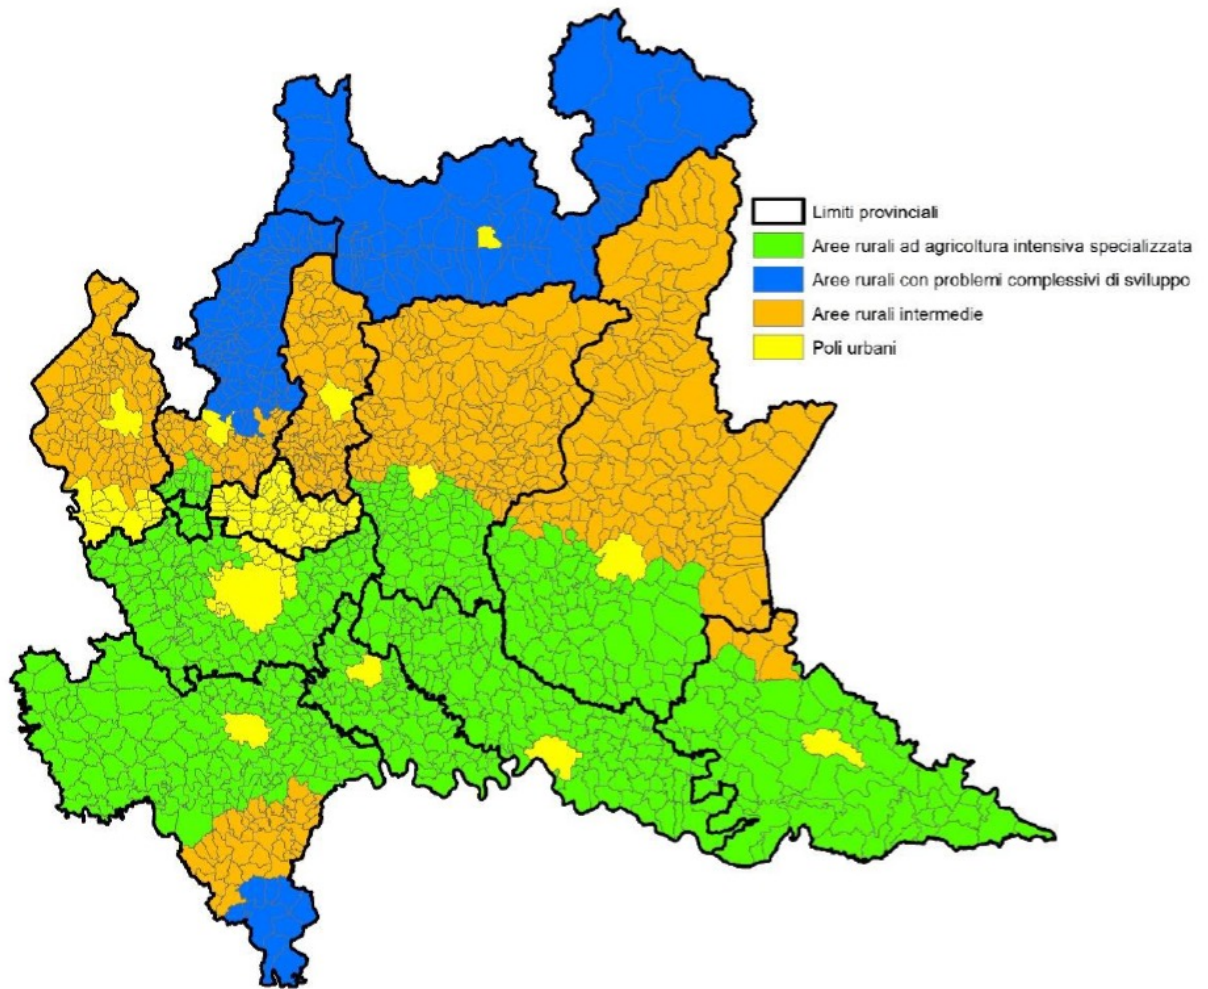 Limiti provinciali
Aree rurali ad agricoltura intensiva specializzata
Aree rurali con problemi complessivi di sviluppo
Aree rurali intermedie
Poli urbani